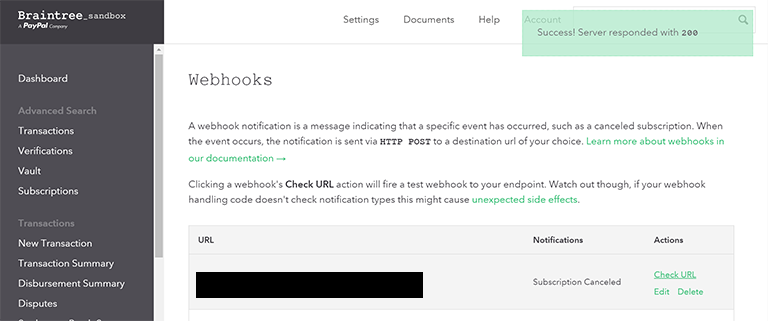 Braintree_sandbox
A PayPal Company
Settings Documents Help Account
Success! Server responded with 200
Dashboard
Advanced Search
Transactions
Verifications
Vault
Subscriptions
Transactions
New Transaction
Transaction Summary
Disbursement Summary
Disputes
Webhooks
A webhook notification is a message indicating that a specific event has occurred, such as a canceled subscription. When
the event occurs, the notification is sent via HTTP POST to a destination url of your choice. Learn more about webhooks in
our documentation →
Clicking a webhook's Check URL action will fire a test webhook to your endpoint. Watch out though, if your webhook
handling code doesn't check notification types this might cause unexpected side effects.
URL Notifications Actions
Subscription Canceled Check URL
Edit Delete